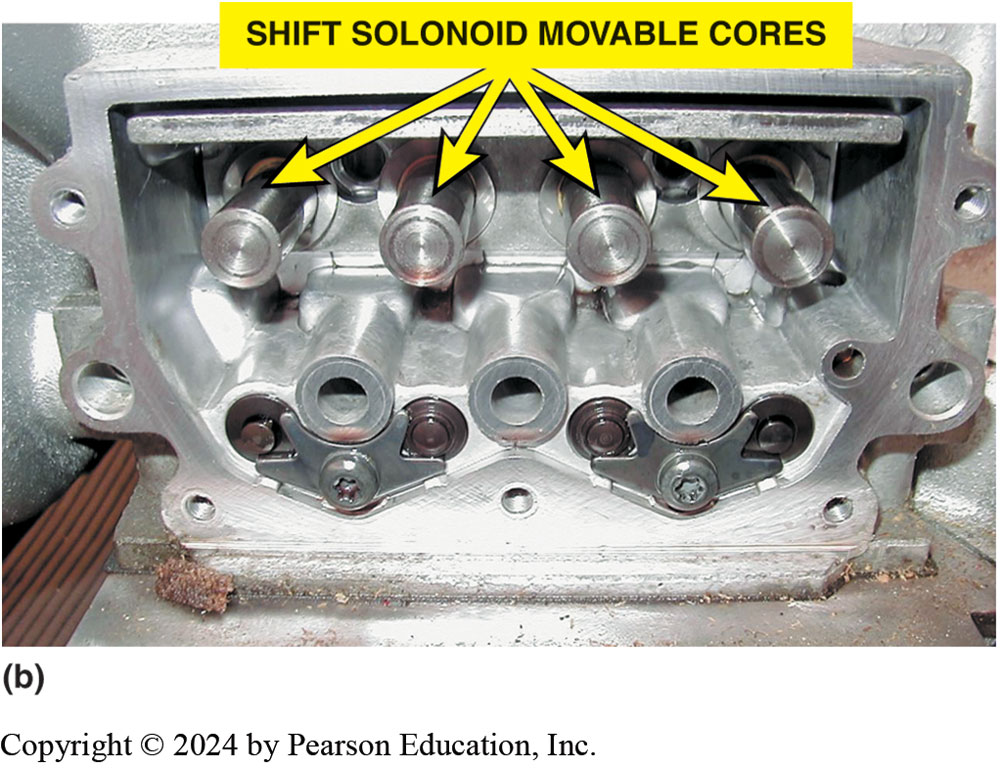 SHIFT SOLONOID MOVABLE CORES
(b)
Copyright © 2024 by Pearson Education, Inc.